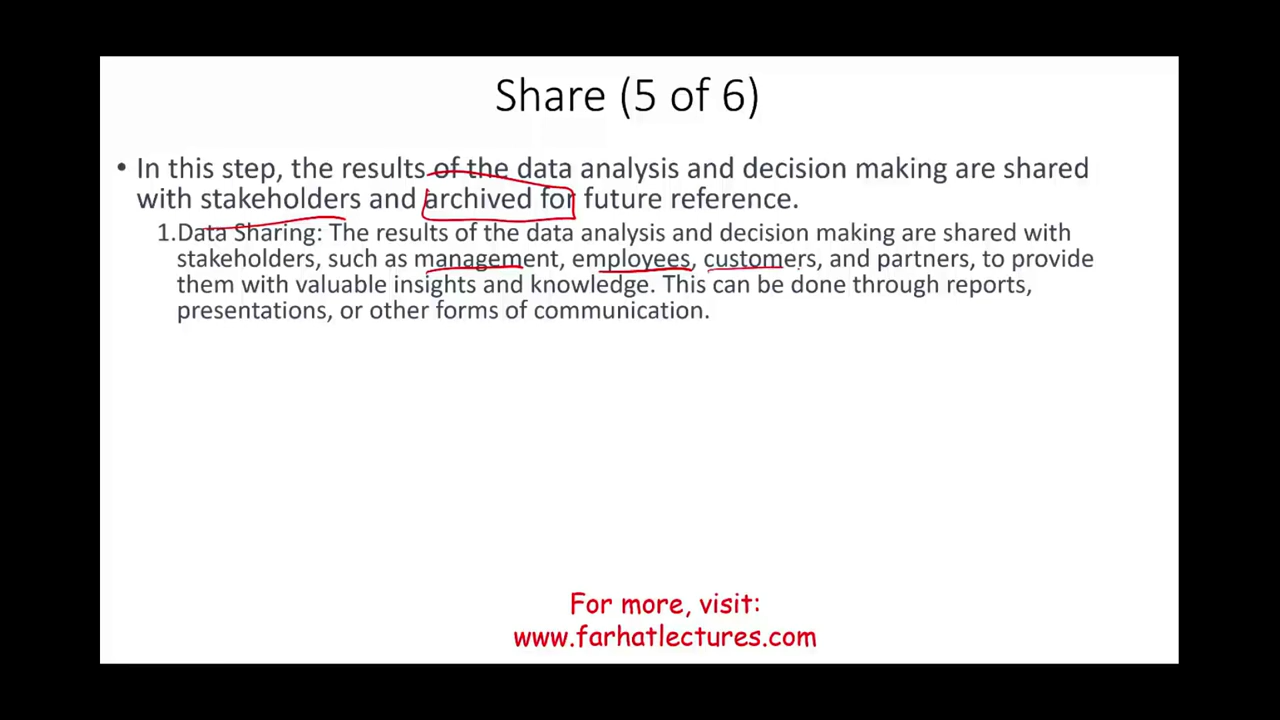 Share (5 of 6)
• In this step, the results of the data analysis and decision making are shared
with stakeholders and archived for future reference.
1.Data Sharing: The results of the data analysis and decision making are shared with
stakeholders, such as management, employees, customers, and partners, to provide
them with valuable insights and knowledge. This can be done through reports,
presentations, or other forms of communication.
For more, visit:
www.farhatlectures.com